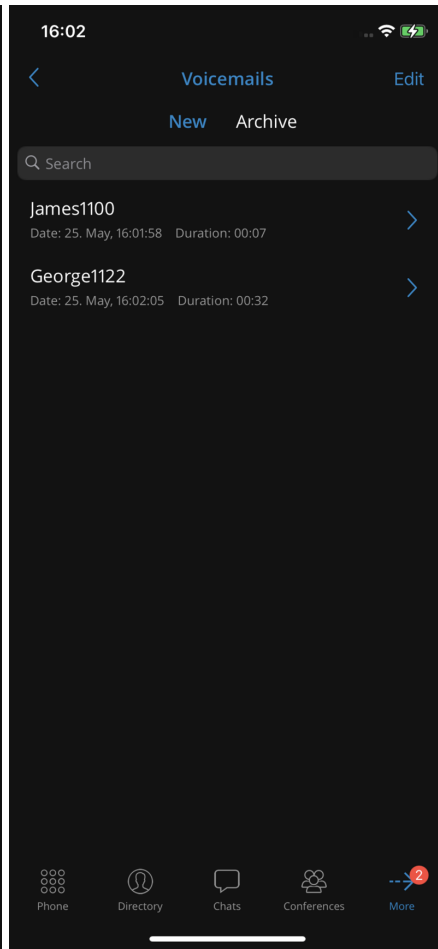 16:02
Voicemails Edit
New Archive
Search
James1100
Date: 25. May, 16:01:58 Duration: 00:07
George1122
Date: 25. May, 16:02:05 Duration: 00:32
2
Phone Directory Chats Conferences More